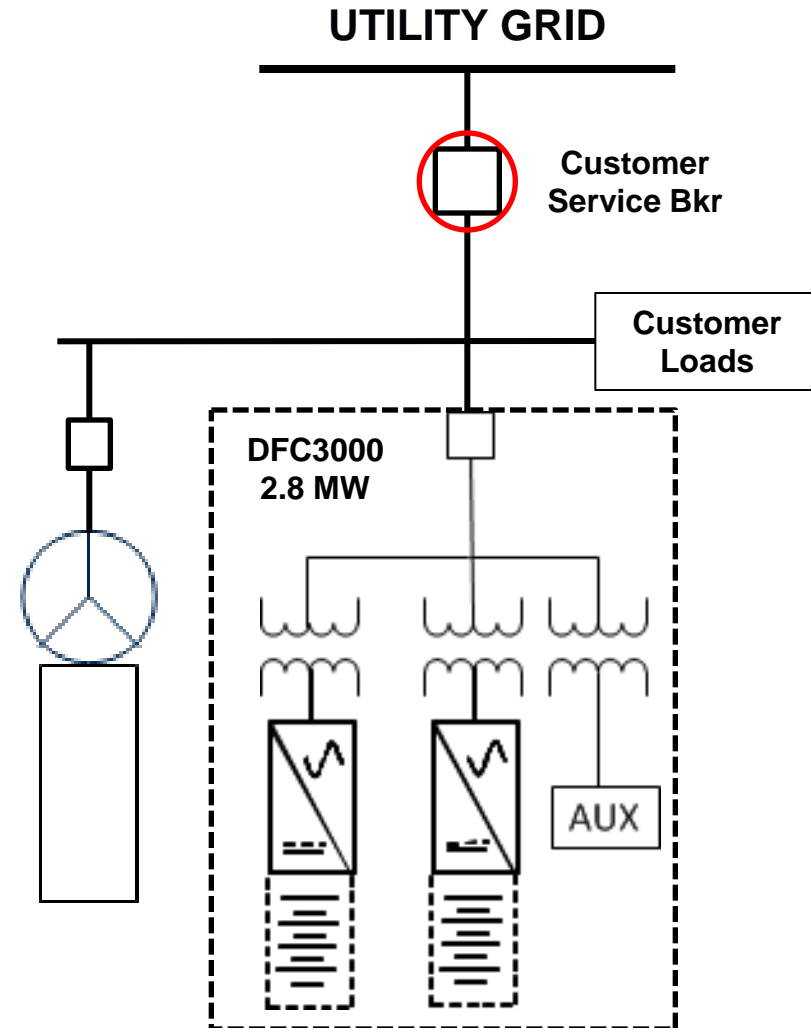 UTILITY GRID
Customer
Service Bkr
Customer
Loads
DFC3000
2.8 MW
AUX